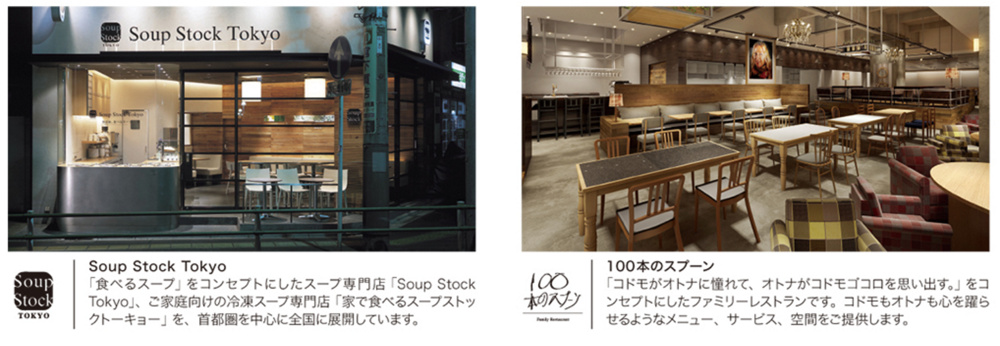 Soup Stock Tokyo
Soup
Stock
TOKYO
Soup Stock Tokyo
Soup
Stock
Soup Stock Tokyo
「食べるスープ」をコンセプトにしたスープ専門店「Soup Stock
Tokyo」、ご家庭向けの冷凍スープ専門店「家で食べるスープストッ
クトーキョー」を、首都圏を中心に全国に展開しています。
Soup
Stock
TOKYO
100本のスプーン
「コドモがオトナに憧れて、オトナがコドモゴコロを思い出す。」をコ
ンセプトにしたファミリーレストランです。コドモもオトナも心を躍ら
せるようなメニュー、サービス、空間をご提供します。
100
本のスプーン
Family Restaurant